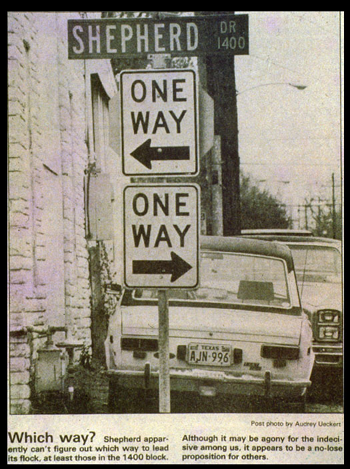 SHEPHERD DR
1400
ONE
WAY
ONE
WAY
TEXAS
AJN-996
Post photo by Audrey Ueckert
Which way? Shepherd appar-
ently can't figure out which way to lead
its flock, at least those in the 1400 block.
Although it may be agony for the indeci-
sive among us, it appears to be a no-lose
proposition for others.